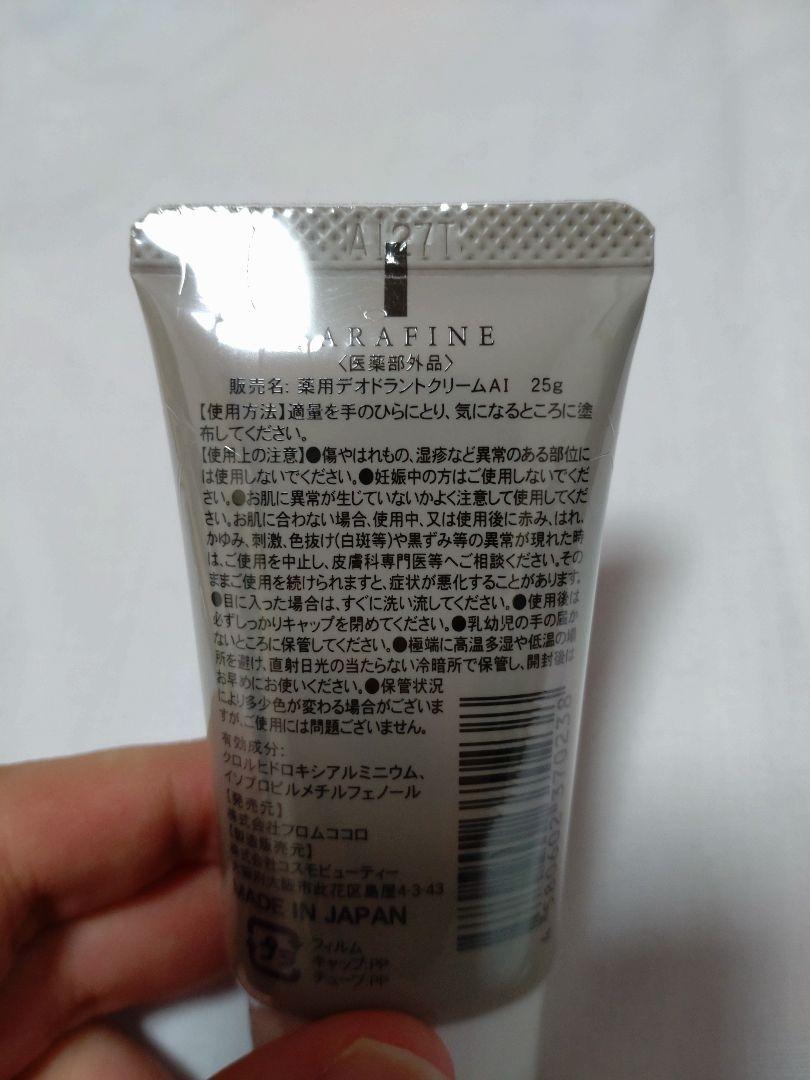 AI27T
ARAFINE
〈医薬部外品〉
販売名: 薬用デオドラントクリームAI 25g
【使用方法】適量を手のひらにとり、気になるところに塗
布してください。
【使用上の注意】●傷やはれもの、湿疹など異常のある部位に
は使用しないでください。●妊娠中の方はご使用しないでくだ
さい。●お肌に異常が生じていないかよく注意して使用してくだ
さい。お肌に合わない場合、使用中、又は使用後に赤み、はれ、
かゆみ、刺激、色抜け(白斑等)や黒ずみ等の異常が現れた時
は、ご使用を中止し、皮膚科専門医等へご相談ください。その
ままご使用を続けられますと、症状が悪化することがあります。
●目に入った場合は、すぐに洗い流してください。●使用後は
必ずしっかりキャップを閉めてください。●乳幼児の手の届か
ないところに保管してください。●極端に高温多湿や低温の場
所を避け、直射日光の当たらない冷暗所で保管し、開封後は
お早めにお使いください。●保管状況
により多少色が変わる場合がございま
すが、ご使用には問題ございません。
有効成分:
クロルヒドロキシアルミニウム、
イソプロピルメチルフェノール
【発売元】
株式会社フロムココロ
【製造販売元】
株式会社コスモビューティー
大阪府大阪市此花区島屋4-3-43
MADE IN JAPAN
フィルム
キャップ:PP
チューブ:PP
4580602370238